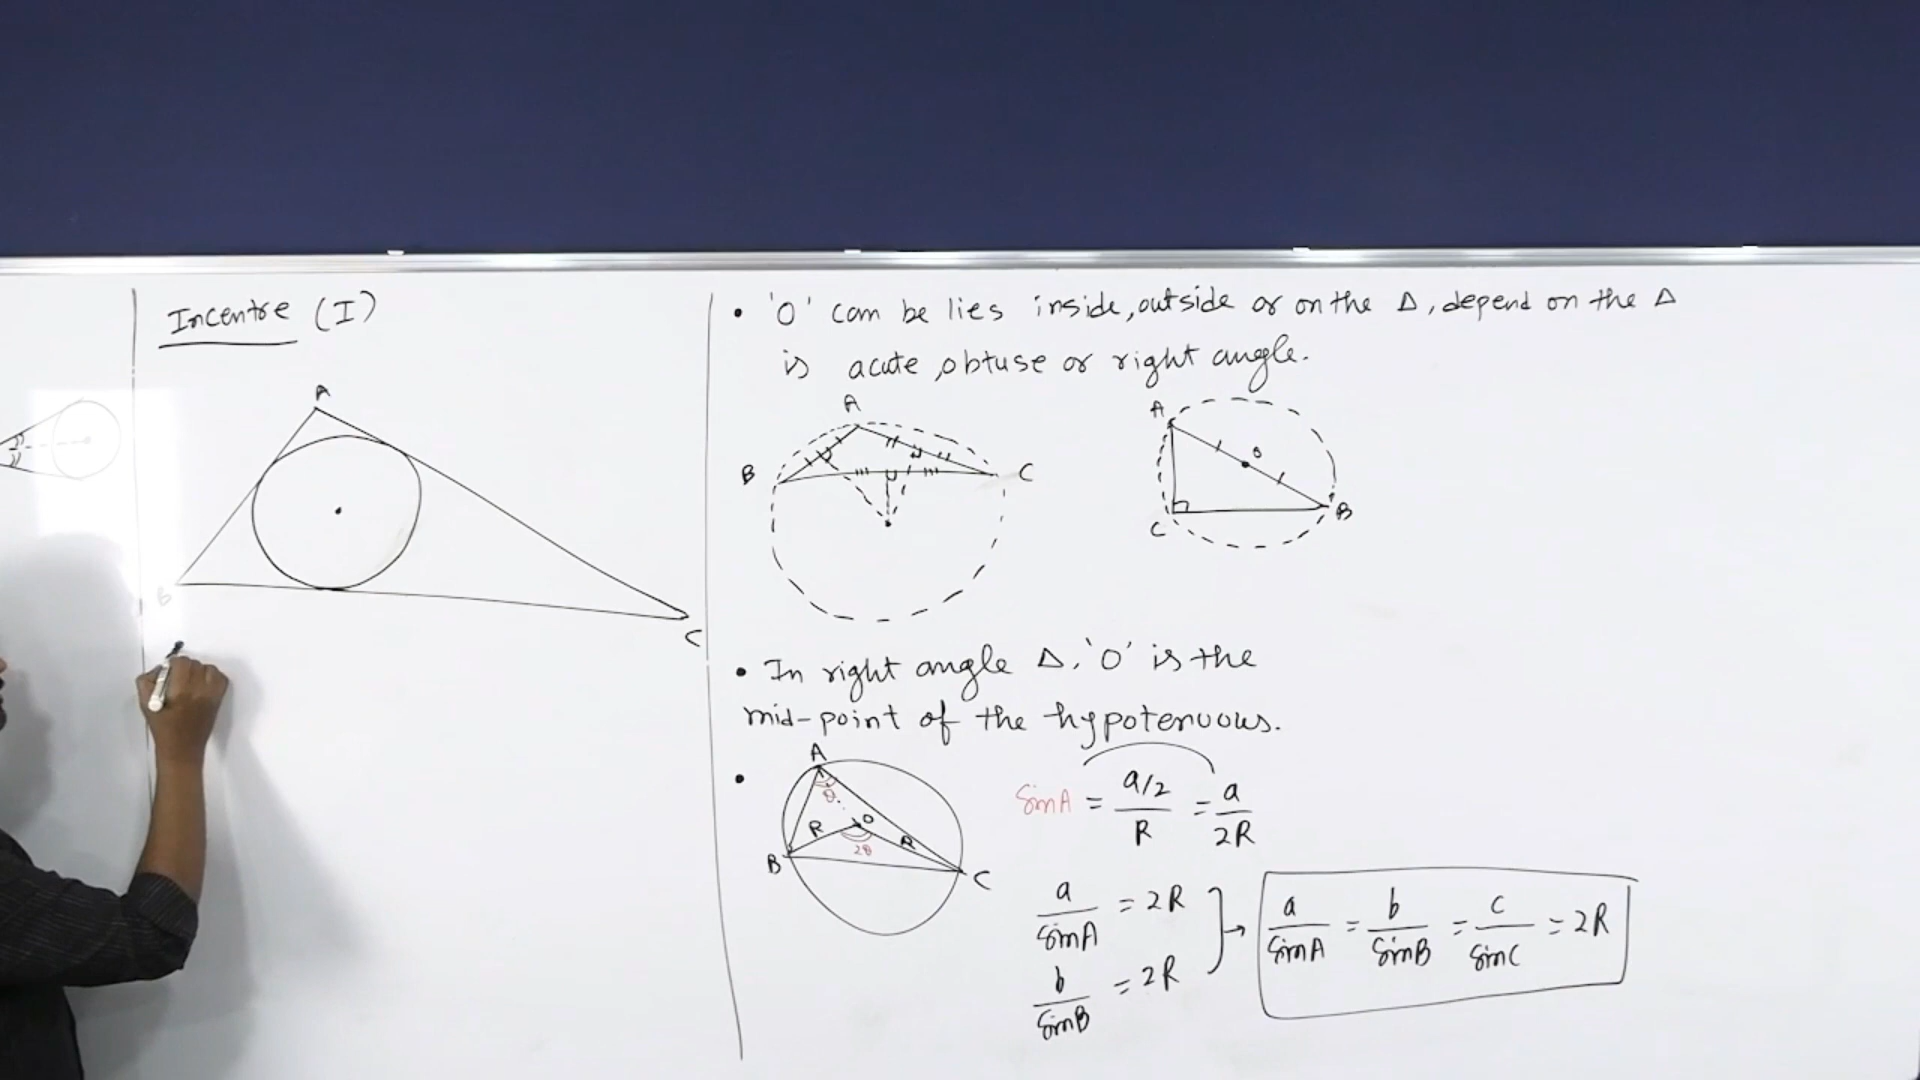 Incentre (I)
A
B
C
• 'O' can be lies inside, outside or on the Δ, depend on the Δ
is acute, obtuse or right angle.
A
B
C
A
O
C
B
• In right angle Δ, 'O' is the
mid-point of the hypotenuous.
•
A
θ
R
O
R
2θ
B
C
SinA = a/2 / R = a / 2R
a / SinA = 2R
b / SinB = 2R
→ a / SinA = b / SinB = c / SinC = 2R